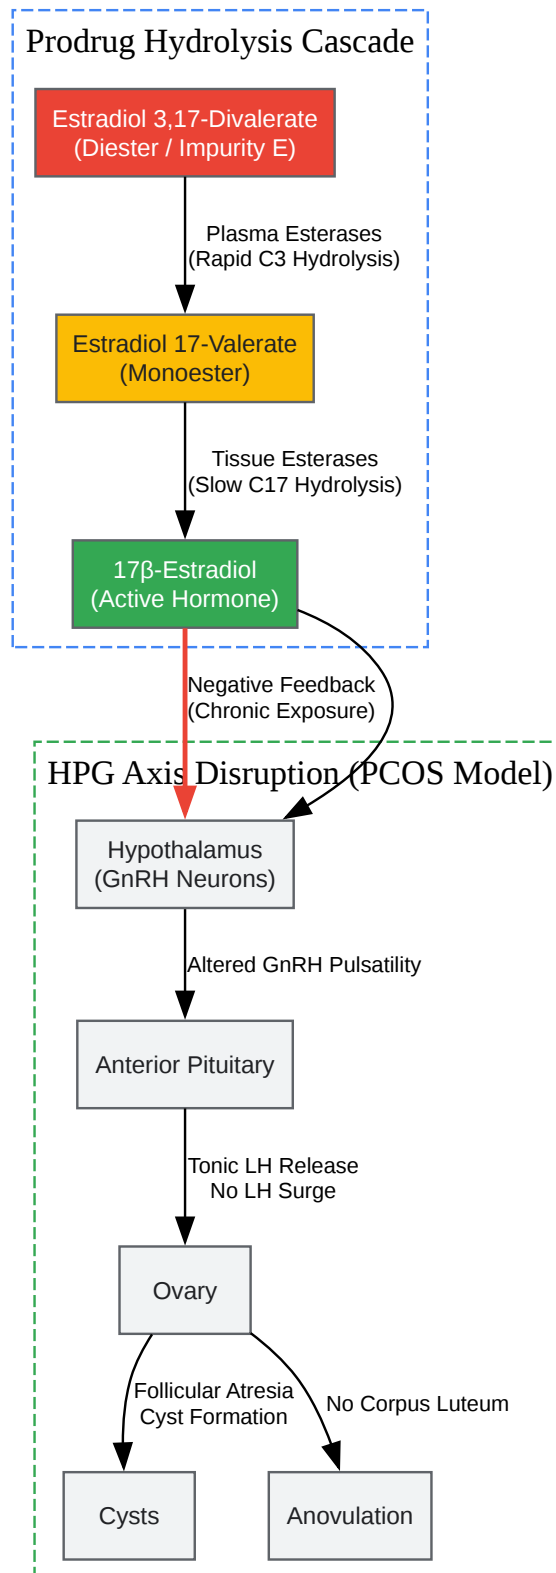 Prodrug Hydrolysis Cascade
Estradiol 3,17-Divalerate
(Diester / Impurity E)
Plasma Esterases
(Rapid C3 Hydrolysis)
Estradiol 17-Valerate
(Monoester)
Tissue Esterases
(Slow C17 Hydrolysis)
17β-Estradiol
(Active Hormone)
Negative Feedback
(Chronic Exposure)
HPG Axis Disruption (PCOS Model)
Hypothalamus
(GnRH Neurons)
Altered GnRH Pulsatility
Anterior Pituitary
Tonic LH Release
No LH Surge
Ovary
Follicular Atresia
Cyst Formation
No Corpus Luteum
Cysts
Anovulation